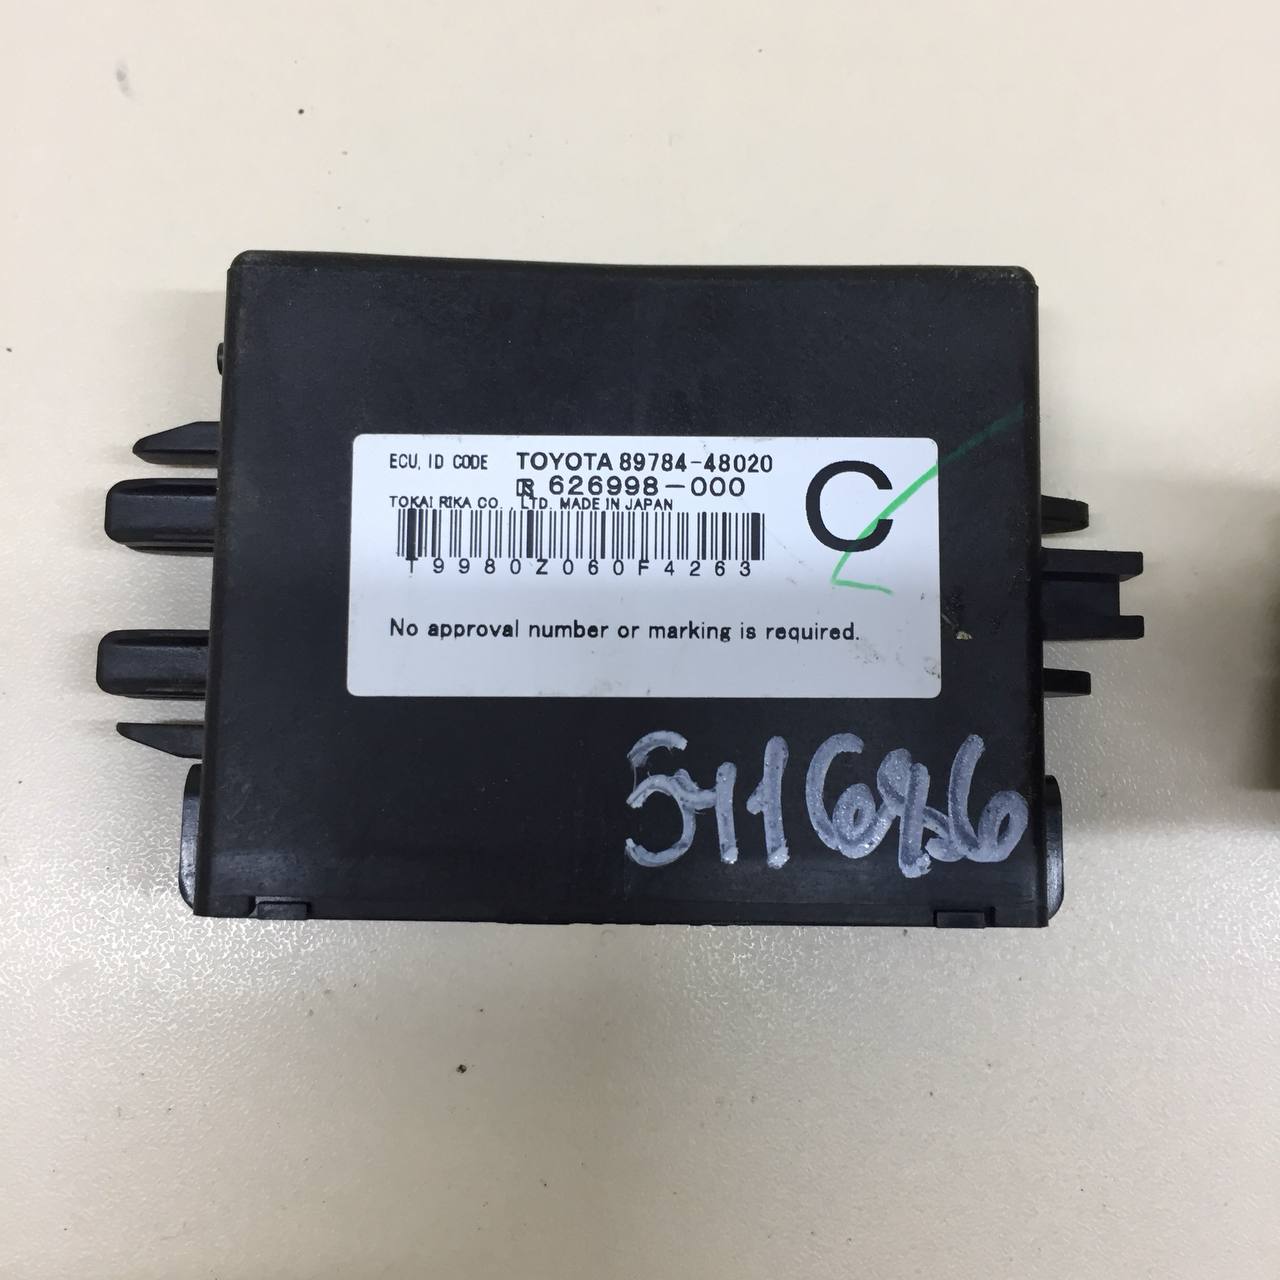 ECU, ID CODE TOYOTA 89784-48020
626998-000
C
TOKAI RIKA CO., LTD. MADE IN JAPAN
T9980Z060F4263
No approval number or marking is required.